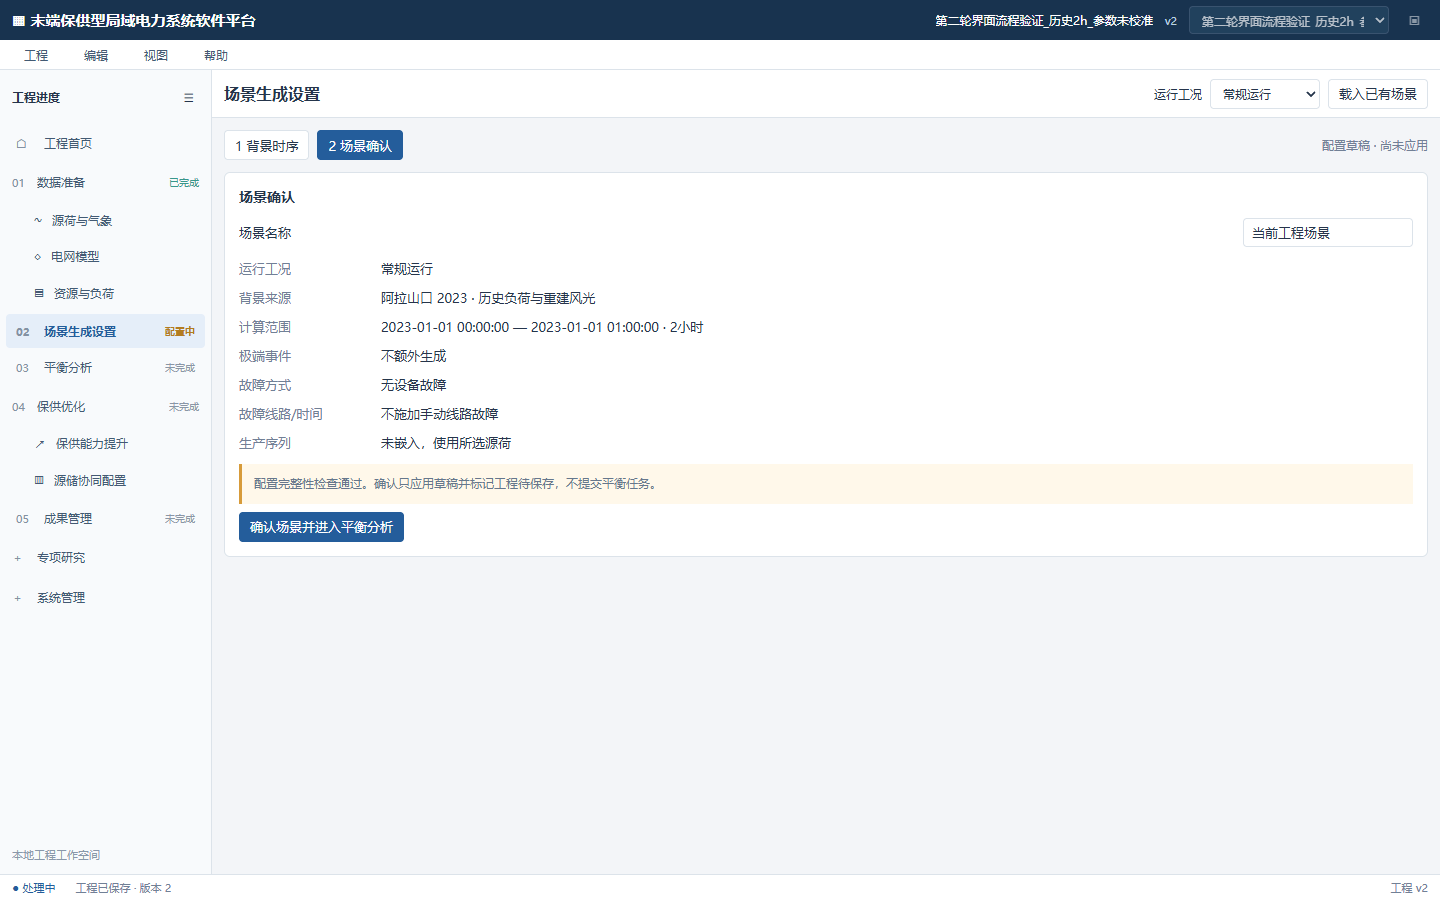 末端保供型局域电力系统软件平台
第二轮界面流程验证_历史2h_参数未校准 v2 第二轮界面流程验证_历史2h_
工程 编辑 视图 帮助
工程进度
工程首页
01 数据准备 已完成
源荷与气象
电网模型
资源与负荷
02 场景生成设置 配置中
03 平衡分析 未完成
04 保供优化 未完成
保供能力提升
源储协同配置
05 成果管理 未完成
+ 专项研究
+ 系统管理
本地工程工作空间
场景生成设置
运行工况 常规运行 载入已有场景
1 背景时序 2 场景确认
配置草稿 · 尚未应用
场景确认
场景名称 当前工程场景
运行工况 常规运行
背景来源 阿拉山口 2023 · 历史负荷与重建风光
计算范围 2023-01-01 00:00:00 — 2023-01-01 01:00:00 · 2小时
极端事件 不额外生成
故障方式 无设备故障
故障线路/时间 不施加手动线路故障
生产序列 未嵌入，使用所选源荷
配置完整性检查通过。确认只应用草稿并标记工程待保存，不提交平衡任务。
确认场景并进入平衡分析
处理中 工程已保存 · 版本 2
工程 v2